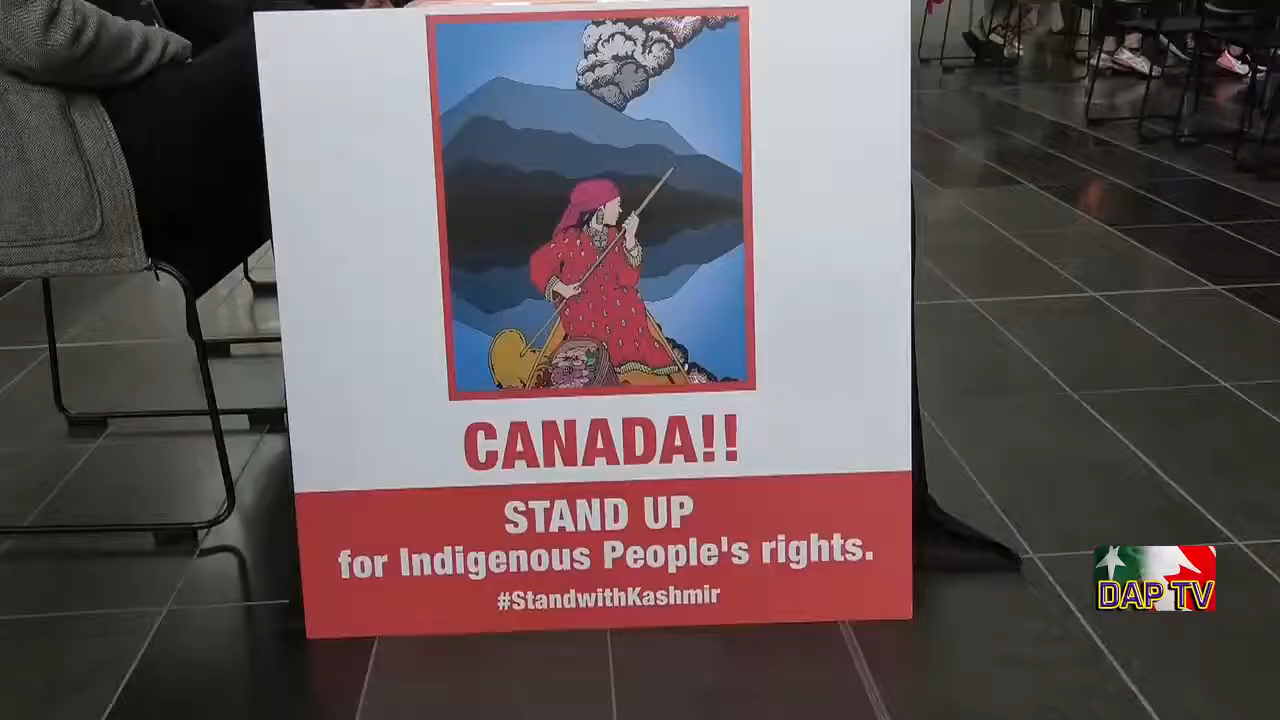 CANADA!!
STAND UP
for Indigenous People's rights.
#StandwithKashmir
DAP TV